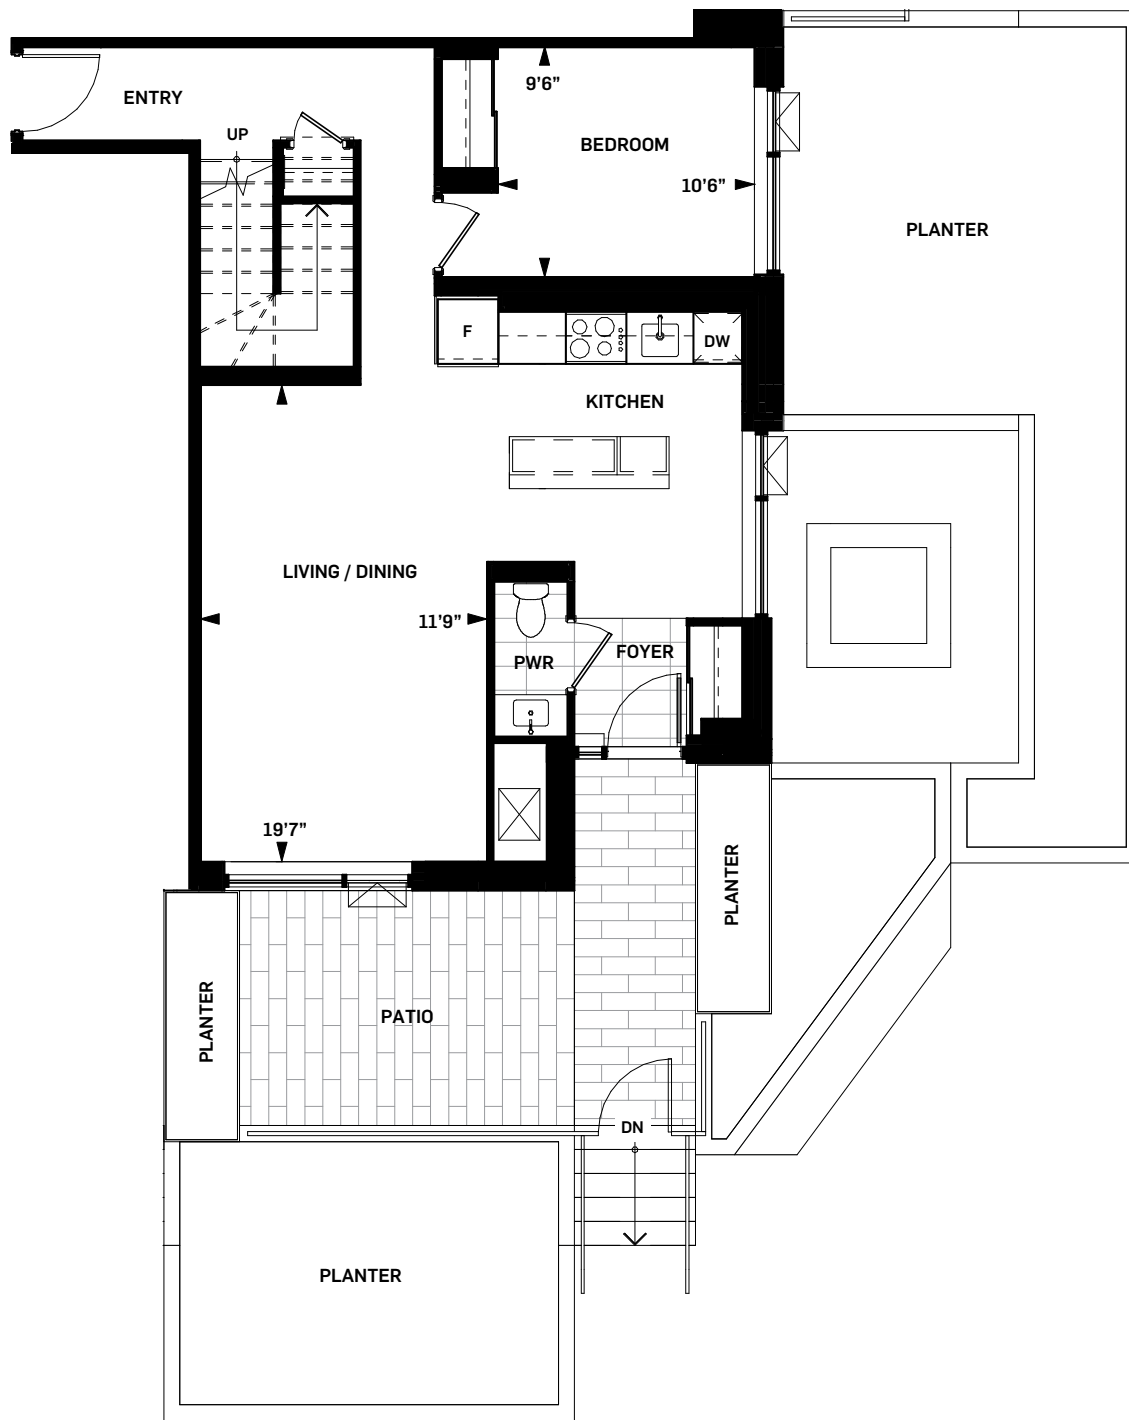 ENTRY
9'6"
UP
BEDROOM
10'6"
PLANTER
F
DW
KITCHEN
LIVING / DINING
11'9"
FOYER
PWR
19'7"
PLANTER
PATIO
PLANTER
DN
PLANTER